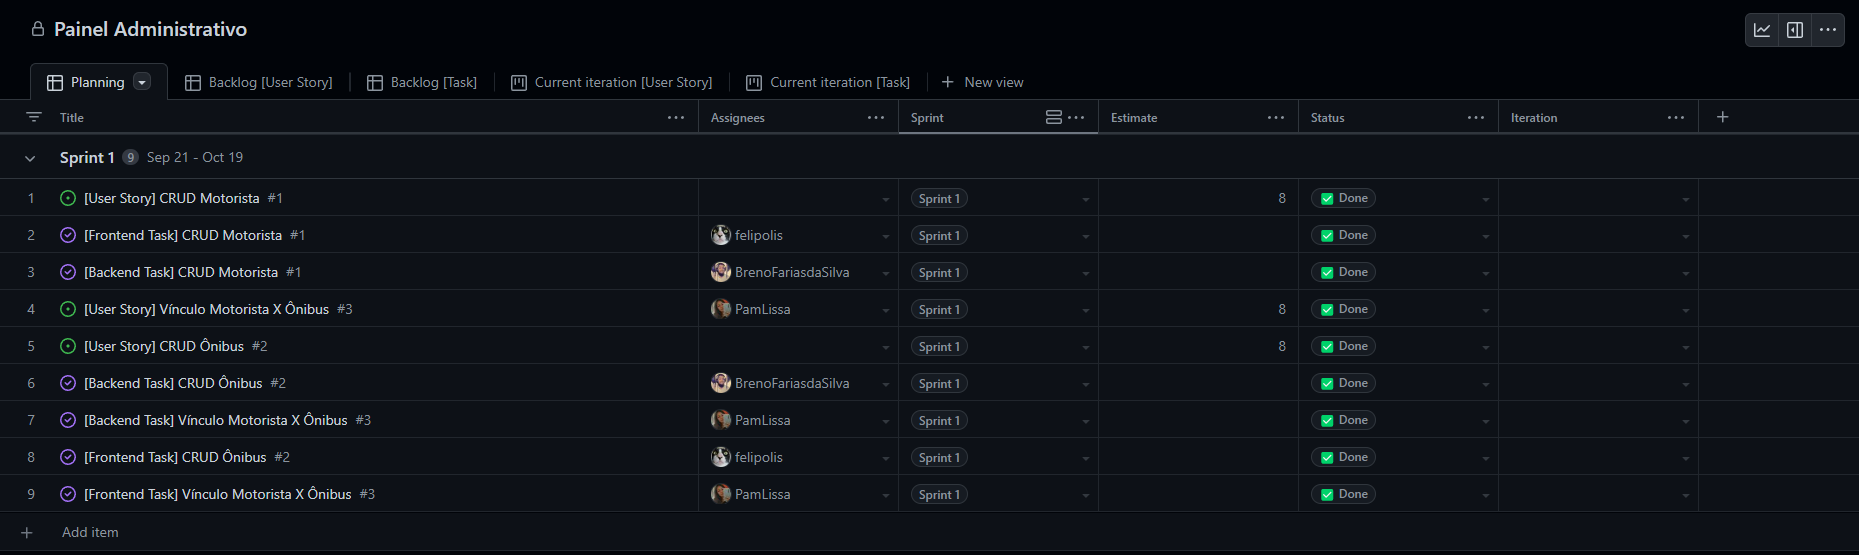 Painel Administrativo
Planning Backlog [User Story] Backlog [Task] Current iteration [User Story] Current iteration [Task] New view
Title Assignees Sprint Estimate Status Iteration
Sprint 1 9 Sep 21 - Oct 19
1 [User Story] CRUD Motorista #1 Sprint 1 8 Done
2 [Frontend Task] CRUD Motorista #1 felipolis Sprint 1 Done
3 [Backend Task] CRUD Motorista #1 BrenoFariasdaSilva Sprint 1 Done
4 [User Story] Vínculo Motorista X Ônibus #3 PamLissa Sprint 1 8 Done
5 [User Story] CRUD Ônibus #2 Sprint 1 8 Done
6 [Backend Task] CRUD Ônibus #2 BrenoFariasdaSilva Sprint 1 Done
7 [Backend Task] Vínculo Motorista X Ônibus #3 PamLissa Sprint 1 Done
8 [Frontend Task] CRUD Ônibus #2 felipolis Sprint 1 Done
9 [Frontend Task] Vínculo Motorista X Ônibus #3 PamLissa Sprint 1 Done
Add item